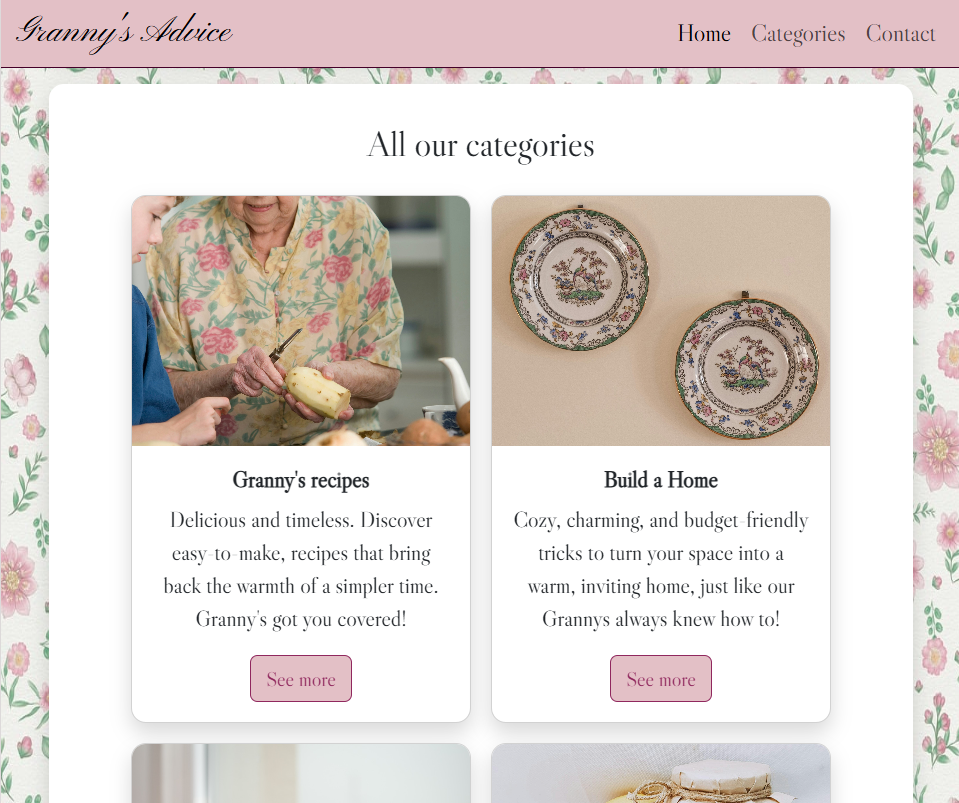 Granny's Advice
Home Categories Contact
All our categories
Granny's recipes
Delicious and timeless. Discover
easy-to-make, recipes that bring
back the warmth of a simpler time.
Granny's got you covered!
See more
Build a Home
Cozy, charming, and budget-friendly
tricks to turn your space into a
warm, inviting home, just like our
Grannys always knew how to!
See more